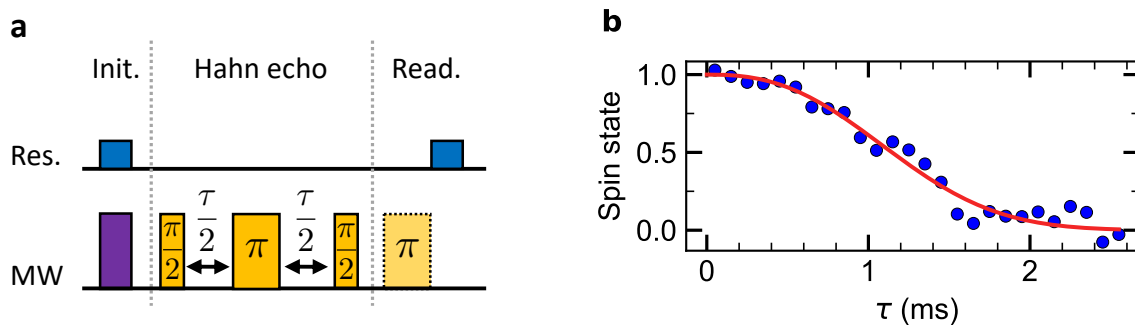 a
Init. Hahn echo Read.
Res.
MW
π/2
τ/2
π
τ/2
π/2
π
b
Spin state
1.0
0.5
0.0
0 1 2
τ (ms)